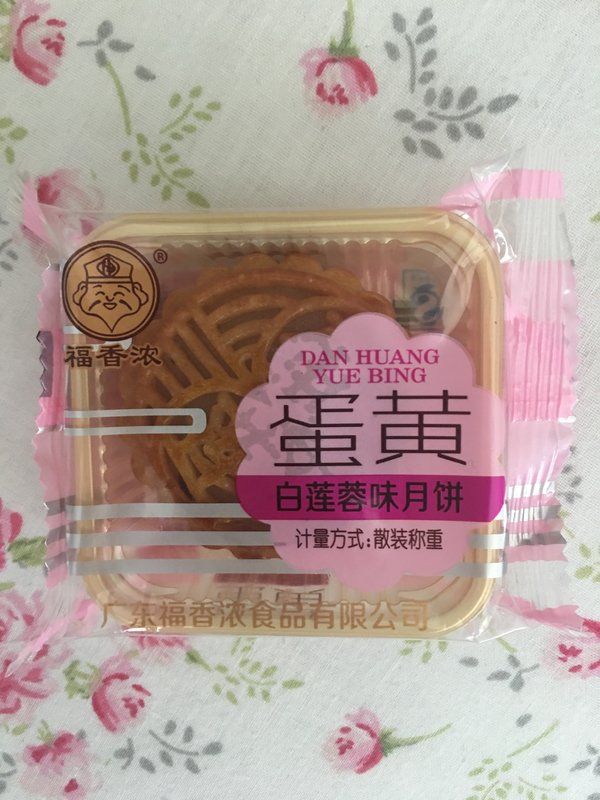 ®
福香浓
DAN HUANG
YUE BING
蛋黄
白莲蓉味月饼
计量方式:散装称重
广东福香浓食品有限公司